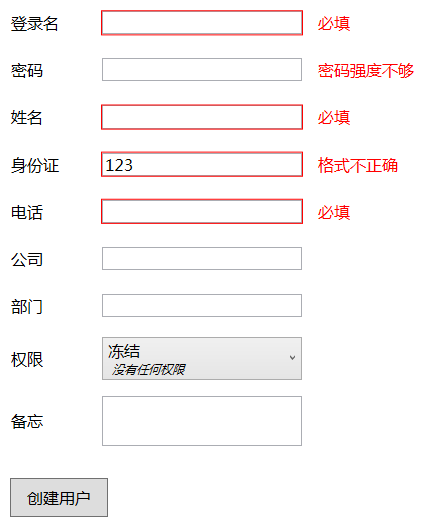 登录名 必填
密码 密码强度不够
姓名 必填
身份证 123 格式不正确
电话 必填
公司
部门
权限 冻结
没有任何权限
备忘
创建用户